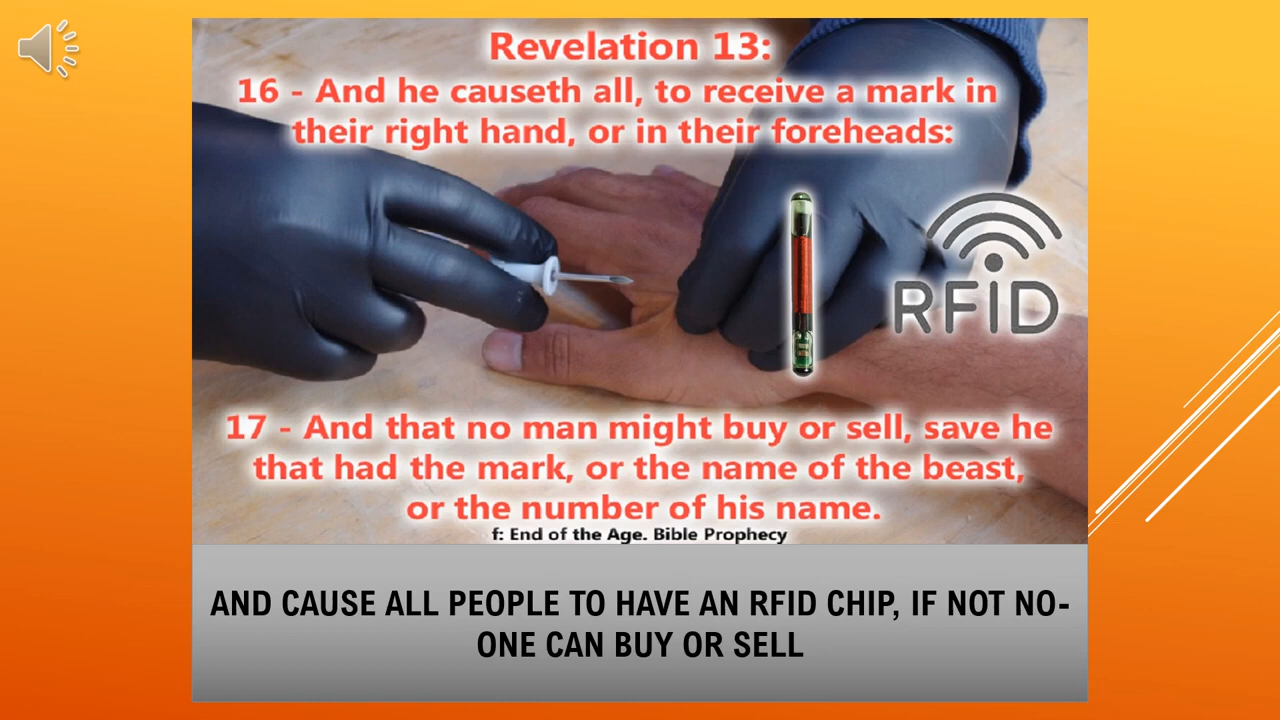 Revelation 13:
16 - And he causeth all, to receive a mark in
their right hand, or in their foreheads:
RFiD
17 - And that no man might buy or sell, save he
that had the mark, or the name of the beast,
or the number of his name.
f: End of the Age. Bible Prophecy
AND CAUSE ALL PEOPLE TO HAVE AN RFID CHIP, IF NOT NO-
ONE CAN BUY OR SELL